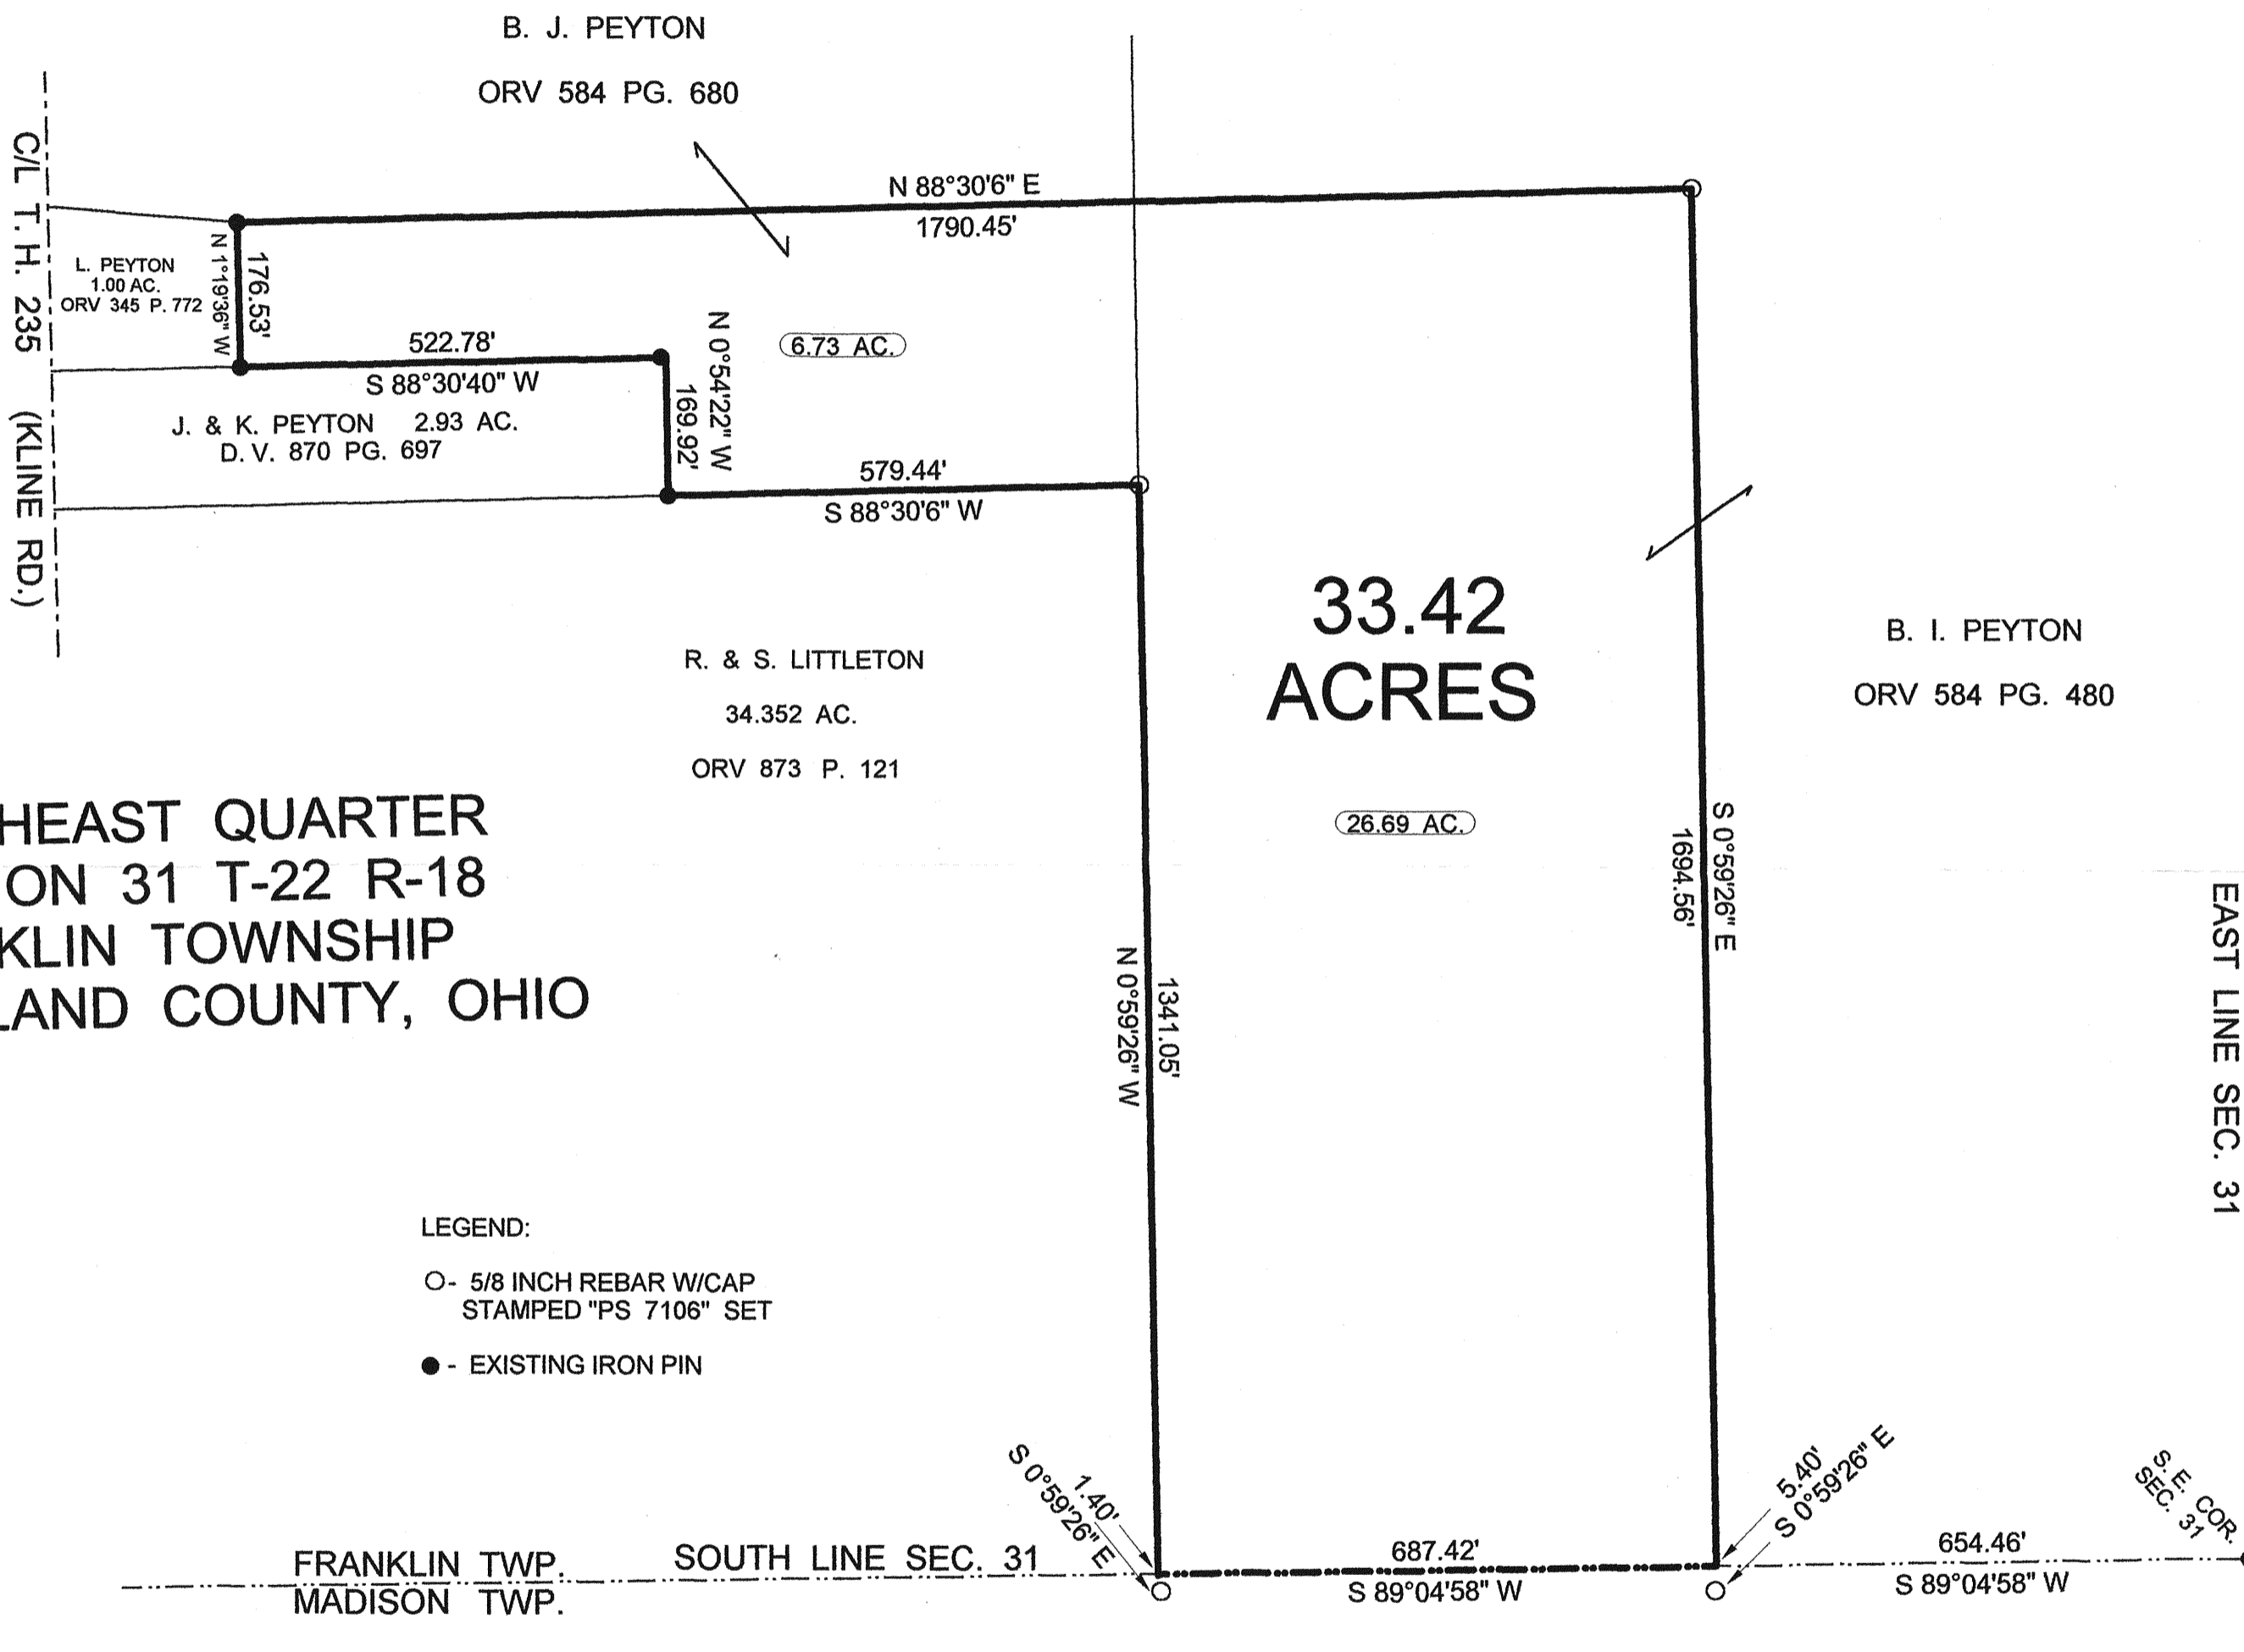 B. J. PEYTON
ORV 584 PG. 680
C/L T. H. 235 (KLINE RD.)
N 88°30'6" E
1790.45'
L. PEYTON
1.00 AC.
ORV 345 P. 772
N 1°19'36" W
176.53'
522.78'
S 88°30'40" W
J. & K. PEYTON 2.93 AC.
D. V. 870 PG. 697
N 0°54'22" W
169.92'
6.73 AC.
579.44'
S 88°30'6" W
33.42
ACRES
26.69 AC.
R. & S. LITTLETON
34.352 AC.
ORV 873 P. 121
B. I. PEYTON
ORV 584 PG. 480
S 0°59'26" E
1694.56'
EAST LINE SEC. 31
HEAST QUARTER
ON 31 T-22 R-18
KLIN TOWNSHIP
LAND COUNTY, OHIO
1341.05'
N 0°59'26" W
LEGEND:
O- 5/8 INCH REBAR W/CAP
STAMPED "PS 7106" SET
● - EXISTING IRON PIN
1.40'
S 0°59'26" E
5.40'
S 0°59'26" E
S. E. COR.
SEC. 31
FRANKLIN TWP.
SOUTH LINE SEC. 31
MADISON TWP.
687.42'
S 89°04'58" W
654.46'
S 89°04'58" W